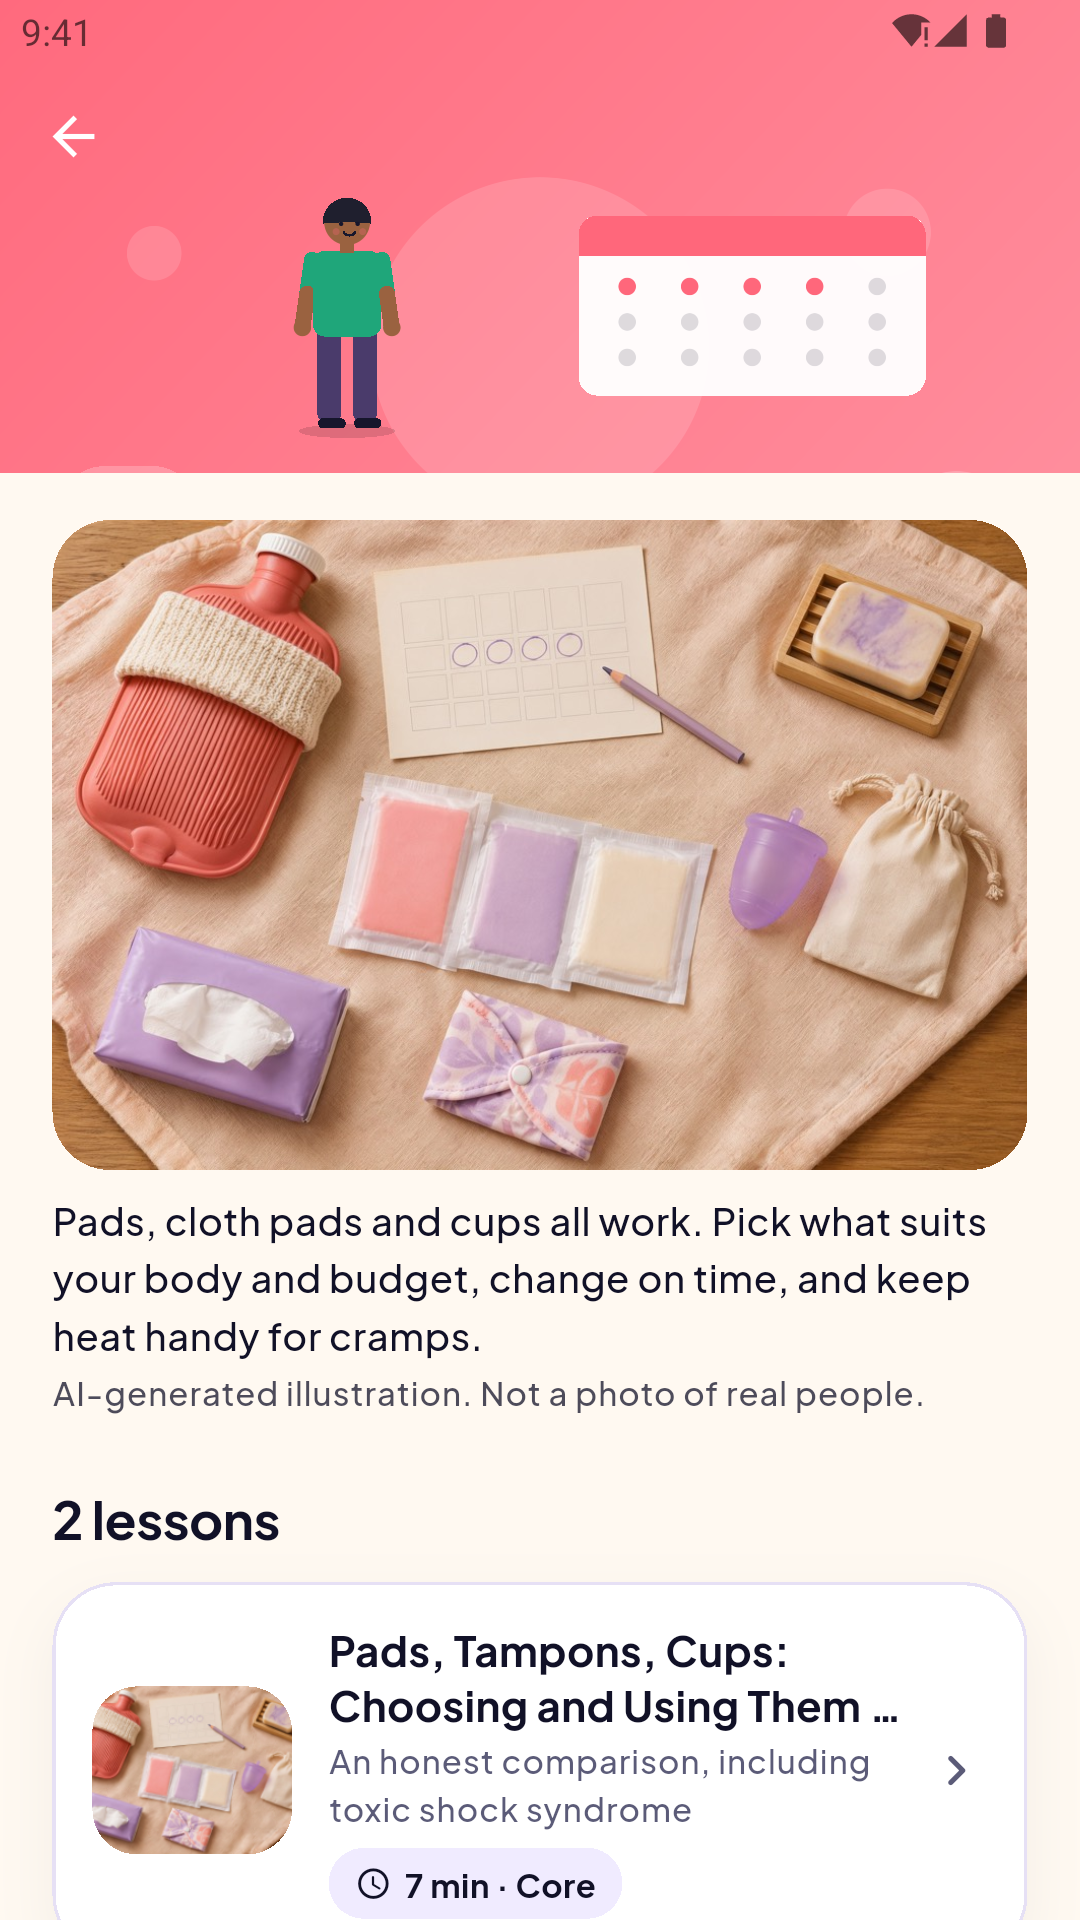 9:41
Pads, cloth pads and cups all work. Pick what suits
your body and budget, change on time, and keep
heat handy for cramps.
AI-generated illustration. Not a photo of real people.
2 lessons
Pads, Tampons, Cups:
Choosing and Using Them ...
An honest comparison, including
toxic shock syndrome
7 min · Core